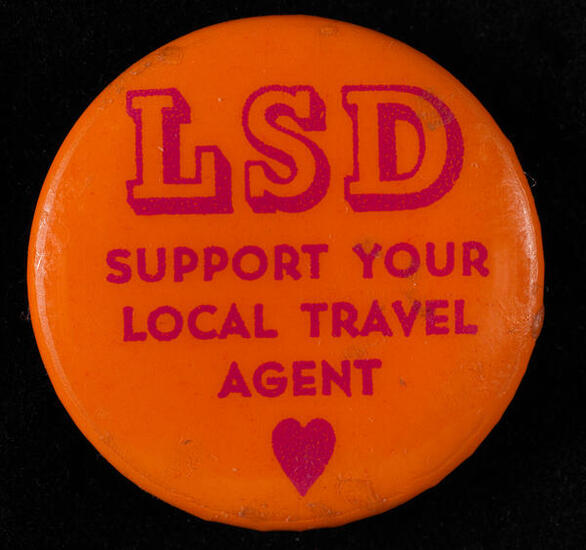 LSD
SUPPORT YOUR
LOCAL TRAVEL
AGENT